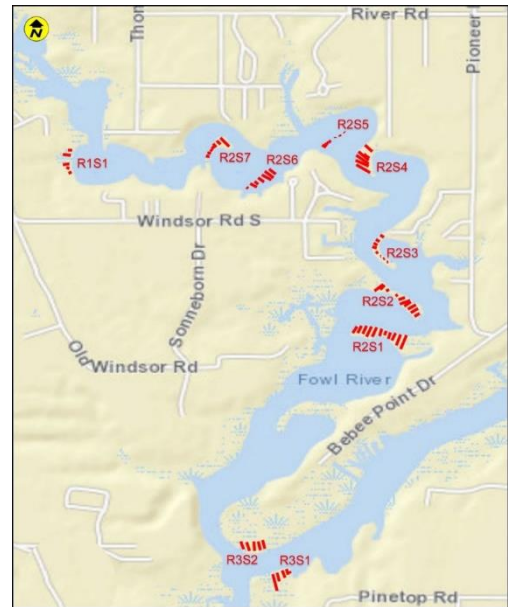 N
River Rd
Thon
Pioneer
R2S5
R1S1
R2S7
R2S6
R2S4
Windsor Rd S
Sonneborn Dr
R2S3
R2S2
R2S1
Old
Windsor Rd
Fowl River
Bebee Point Dr
R3S2
R3S1
Pinetop Rd